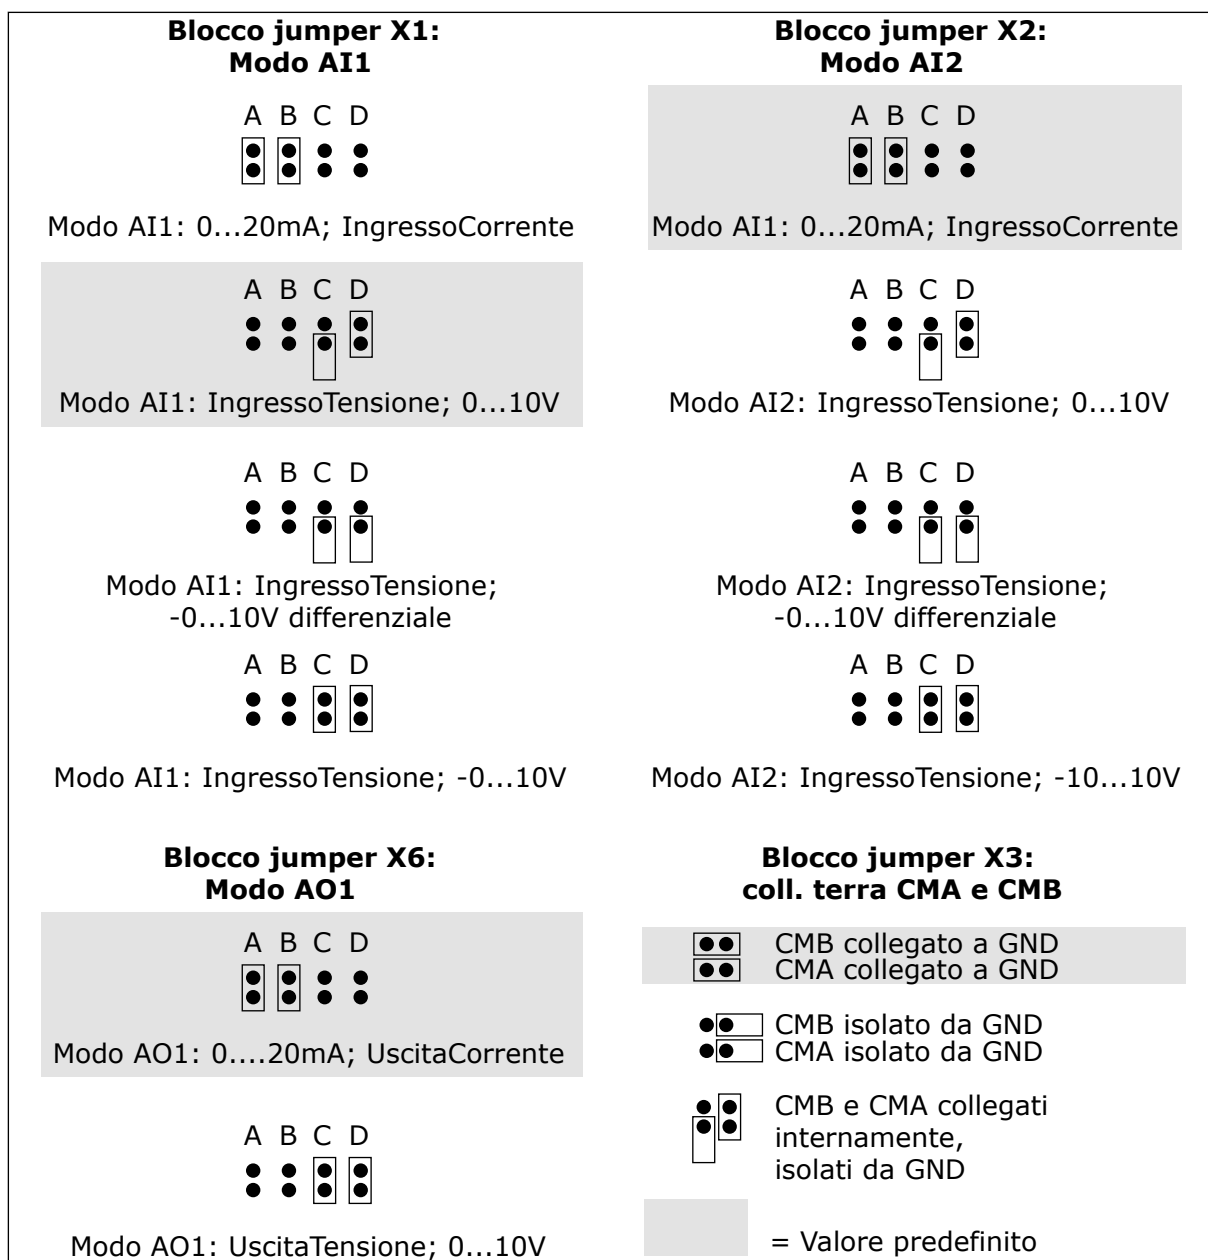 Blocco jumper X1:
Modo AI1
A B C D
Modo AI1: 0...20mA; IngressoCorrente
A B C D
Modo AI1: IngressoTensione; 0...10V
A B C D
Modo AI1: IngressoTensione;
-0...10V differenziale
A B C D
Modo AI1: IngressoTensione; -0...10V
Blocco jumper X2:
Modo AI2
A B C D
Modo AI1: 0...20mA; IngressoCorrente
A B C D
Modo AI2: IngressoTensione; 0...10V
A B C D
Modo AI2: IngressoTensione;
-0...10V differenziale
A B C D
Modo AI2: IngressoTensione; -10...10V
Blocco jumper X6:
Modo AO1
A B C D
Modo AO1: 0....20mA; UscitaCorrente
A B C D
Modo AO1: UscitaTensione; 0...10V
Blocco jumper X3:
coll. terra CMA e CMB
CMB collegato a GND
CMA collegato a GND
CMB isolato da GND
CMA isolato da GND
CMB e CMA collegati
internamente,
isolati da GND
= Valore predefinito